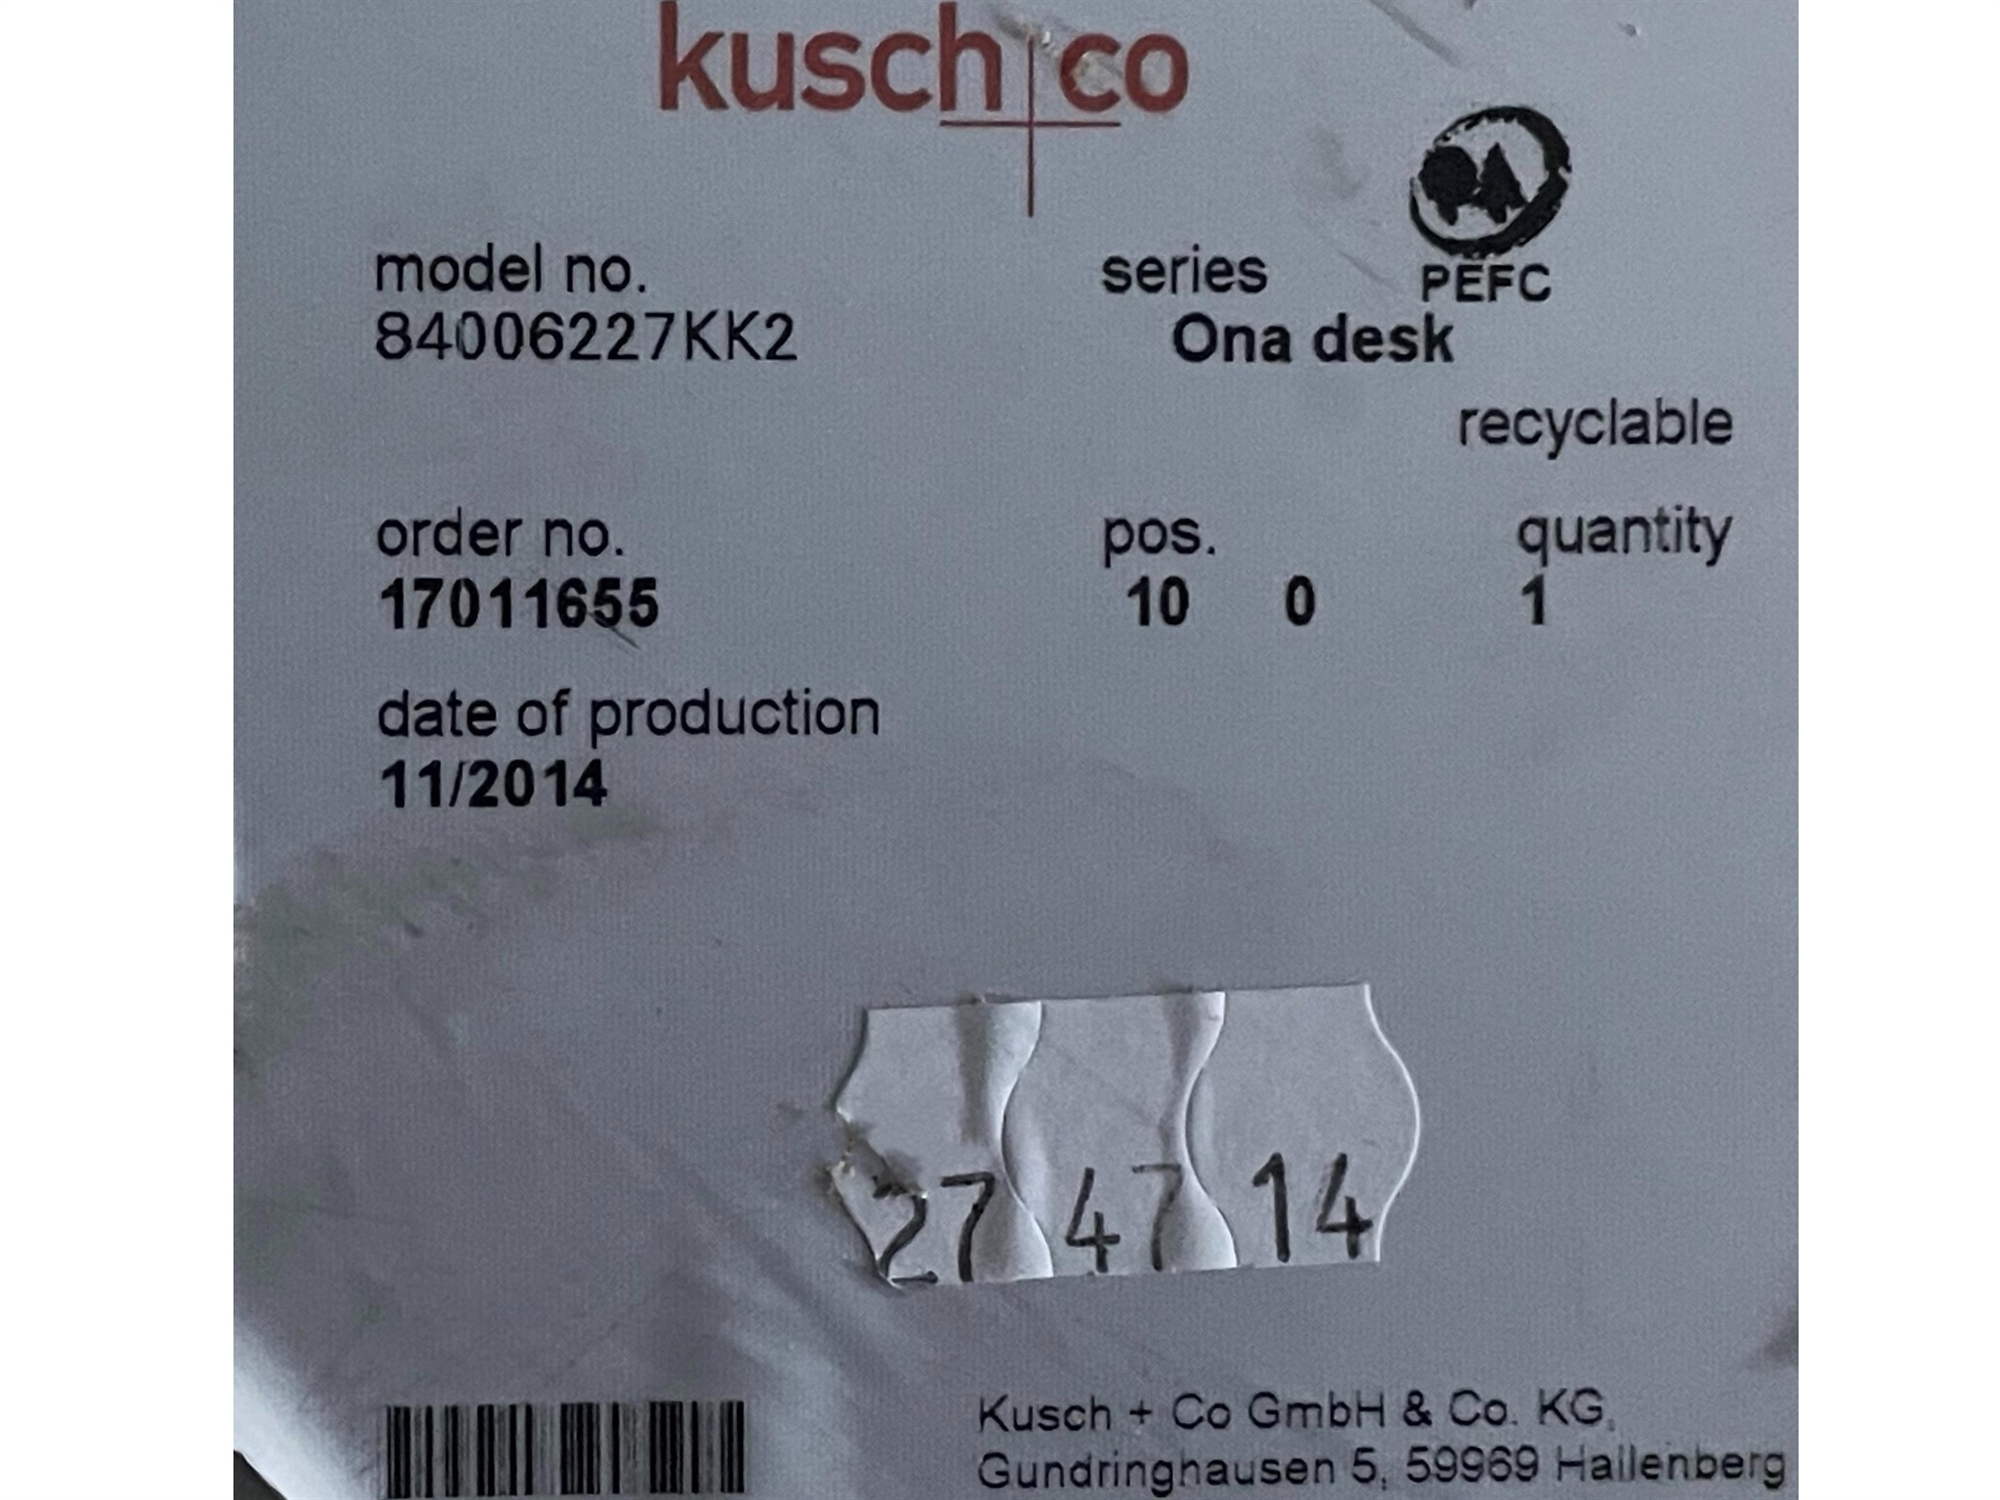 kusch+co
PEFC
model no. series
84006227KK2 Ona desk
recyclable
order no. pos. quantity
17011655 10 0 1
date of production
11/2014
27 47 14
Kusch + Co GmbH & Co. KG,
Gundringhausen 5, 59969 Hallenberg